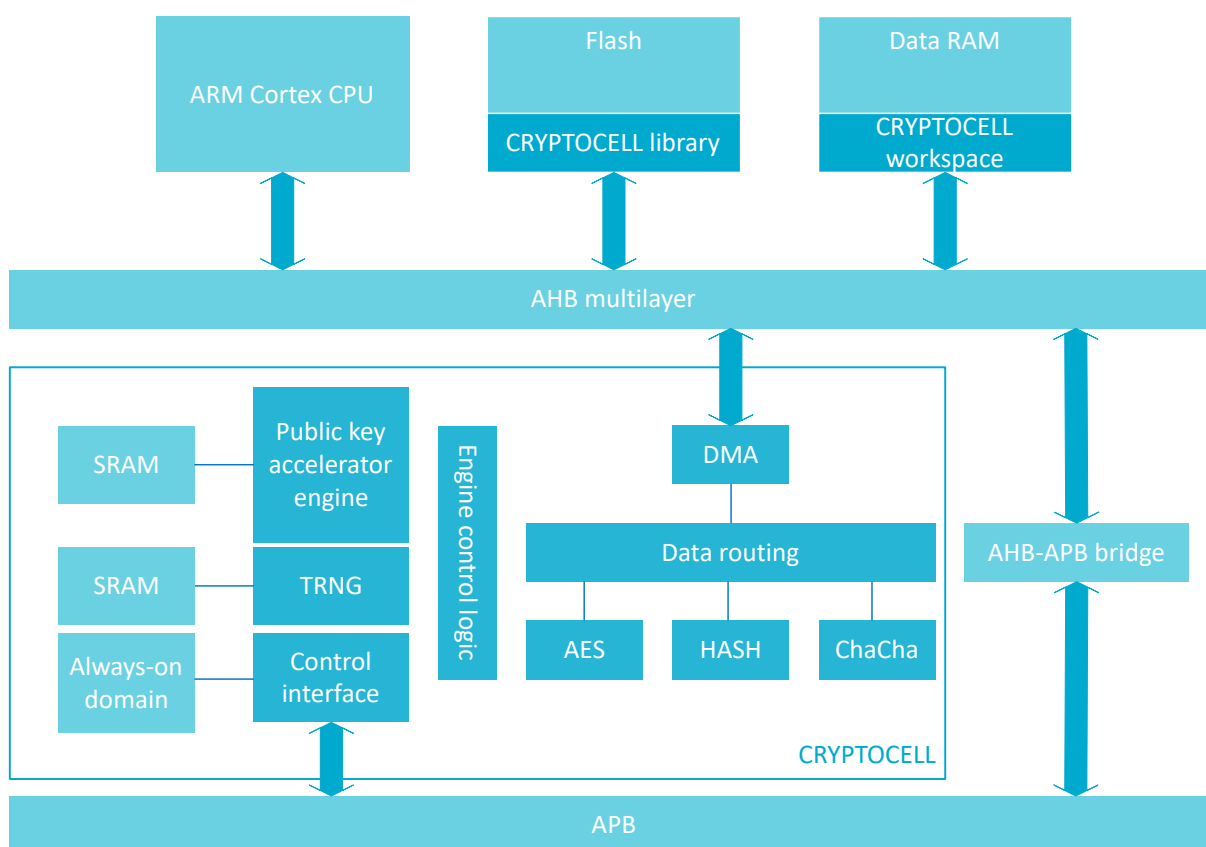 ARM Cortex CPU
Flash
CRYPTOCELL library
Data RAM
CRYPTOCELL
workspace
AHB multilayer
SRAM
Public key
accelerator
engine
SRAM
TRNG
Always-on
domain
Control
interface
Engine control logic
DMA
Data routing
AES
HASH
ChaCha
CRYPTOCELL
AHB-APB bridge
APB